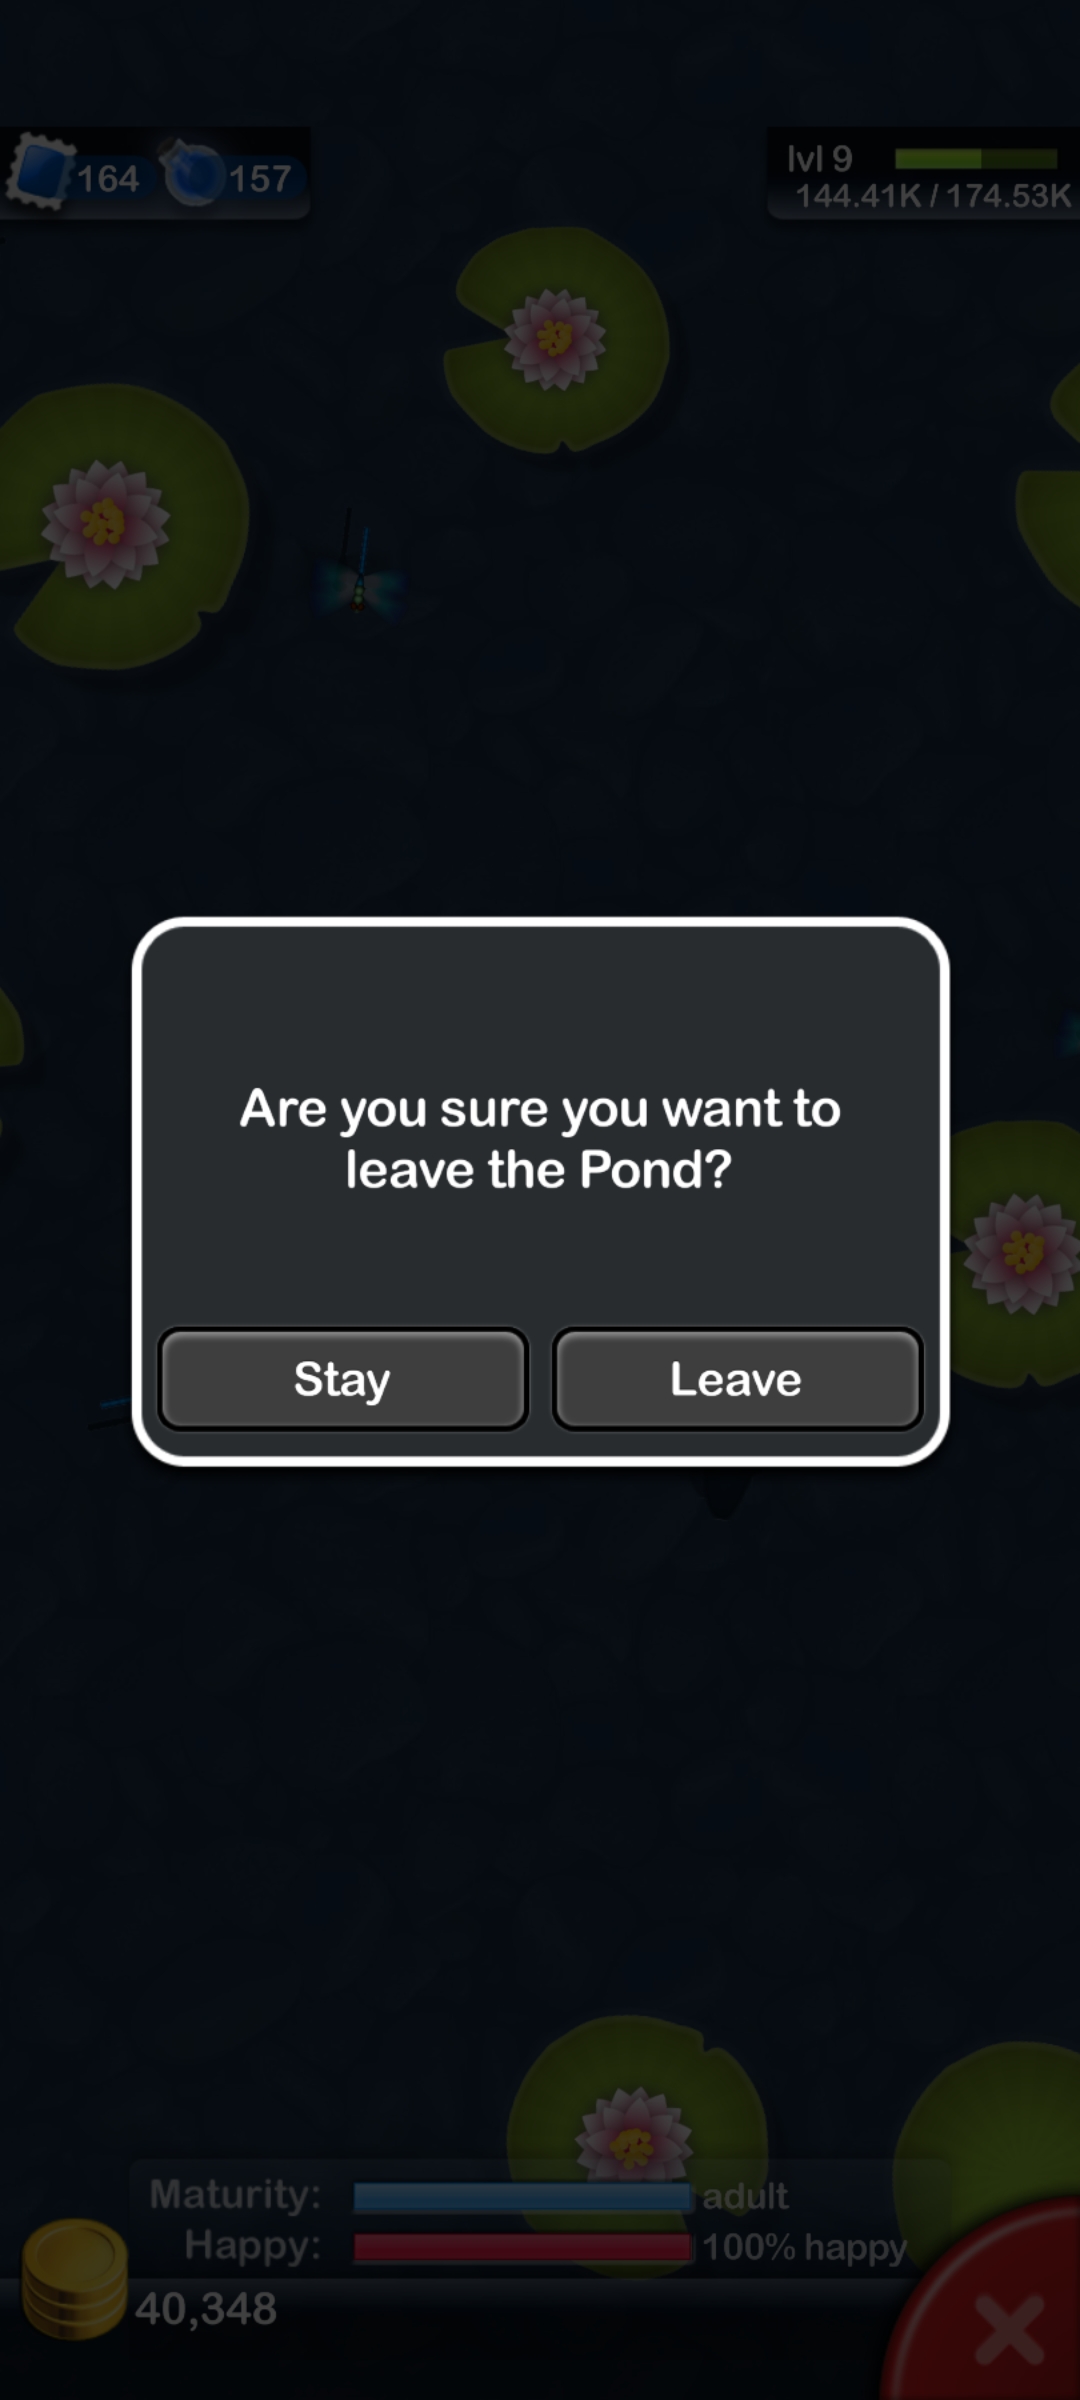 164 157
lvl 9
144.41K / 174.53K
Are you sure you want to
leave the Pond?
Stay Leave
Maturity: adult
Happy: 100% happy
40,348